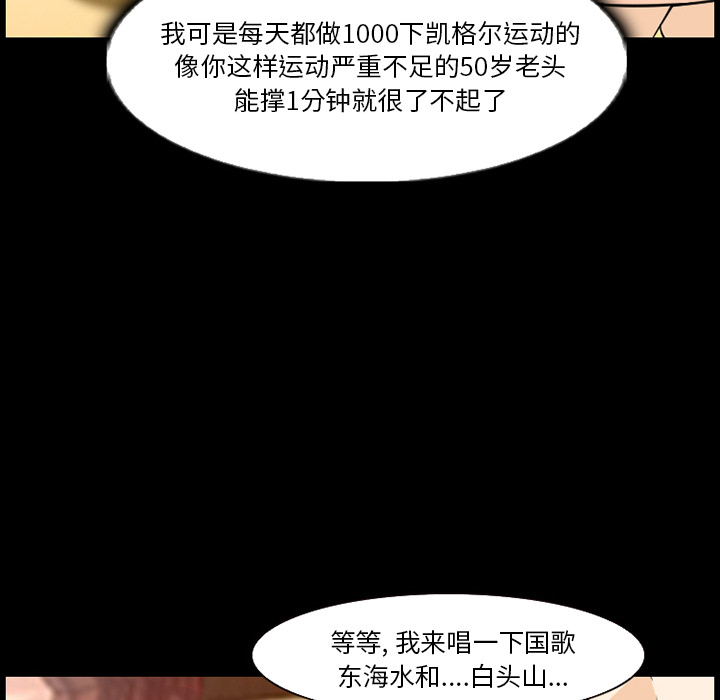 我可是每天都做1000下凯格尔运动的
像你这样运动严重不足的50岁老头
能撑1分钟就很了不起了
等等, 我来唱一下国歌
东海水和....白头山...